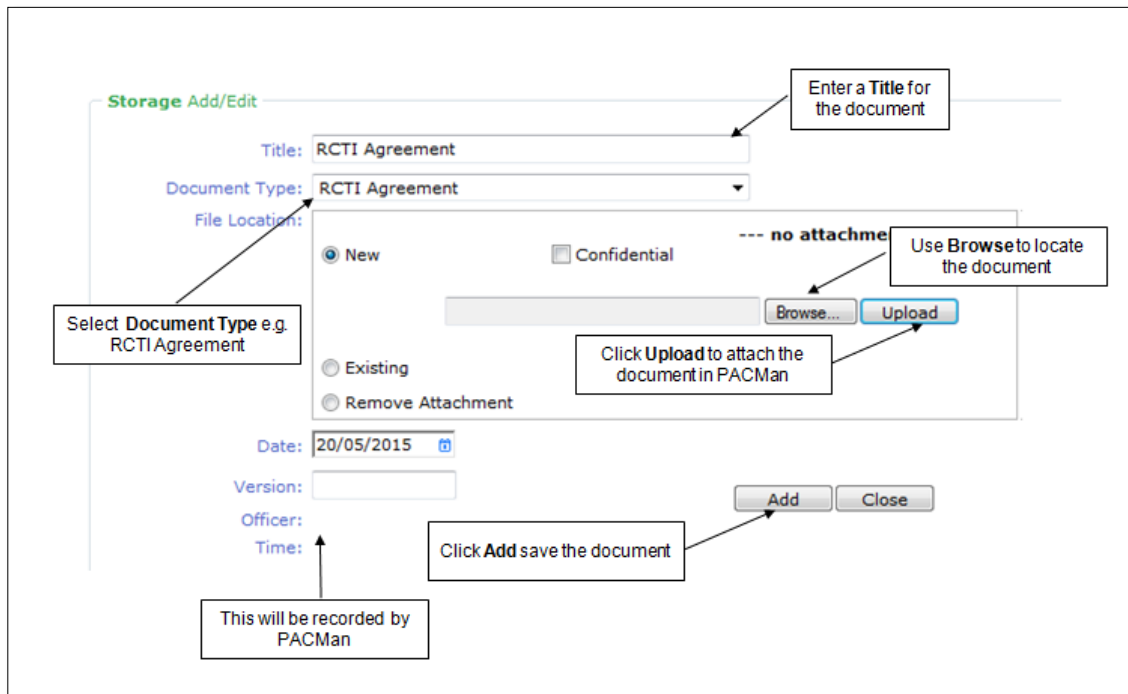 Enter a Title for
the document
Storage Add/Edit
Title: RCTI Agreement
Document Type: RCTI Agreement
File Location:
--- no
New
Confidential
Use Browse to locate
the document
Browse... Upload
Select Document Type e.g.
RCTI Agreement
Click Upload to attach the
document in PACMan
Existing
Remove Attachment
Date: 20/05/2015
Version:
Add Close
Officer:
Time:
Click Add save the document
This will be recorded by
PACMan